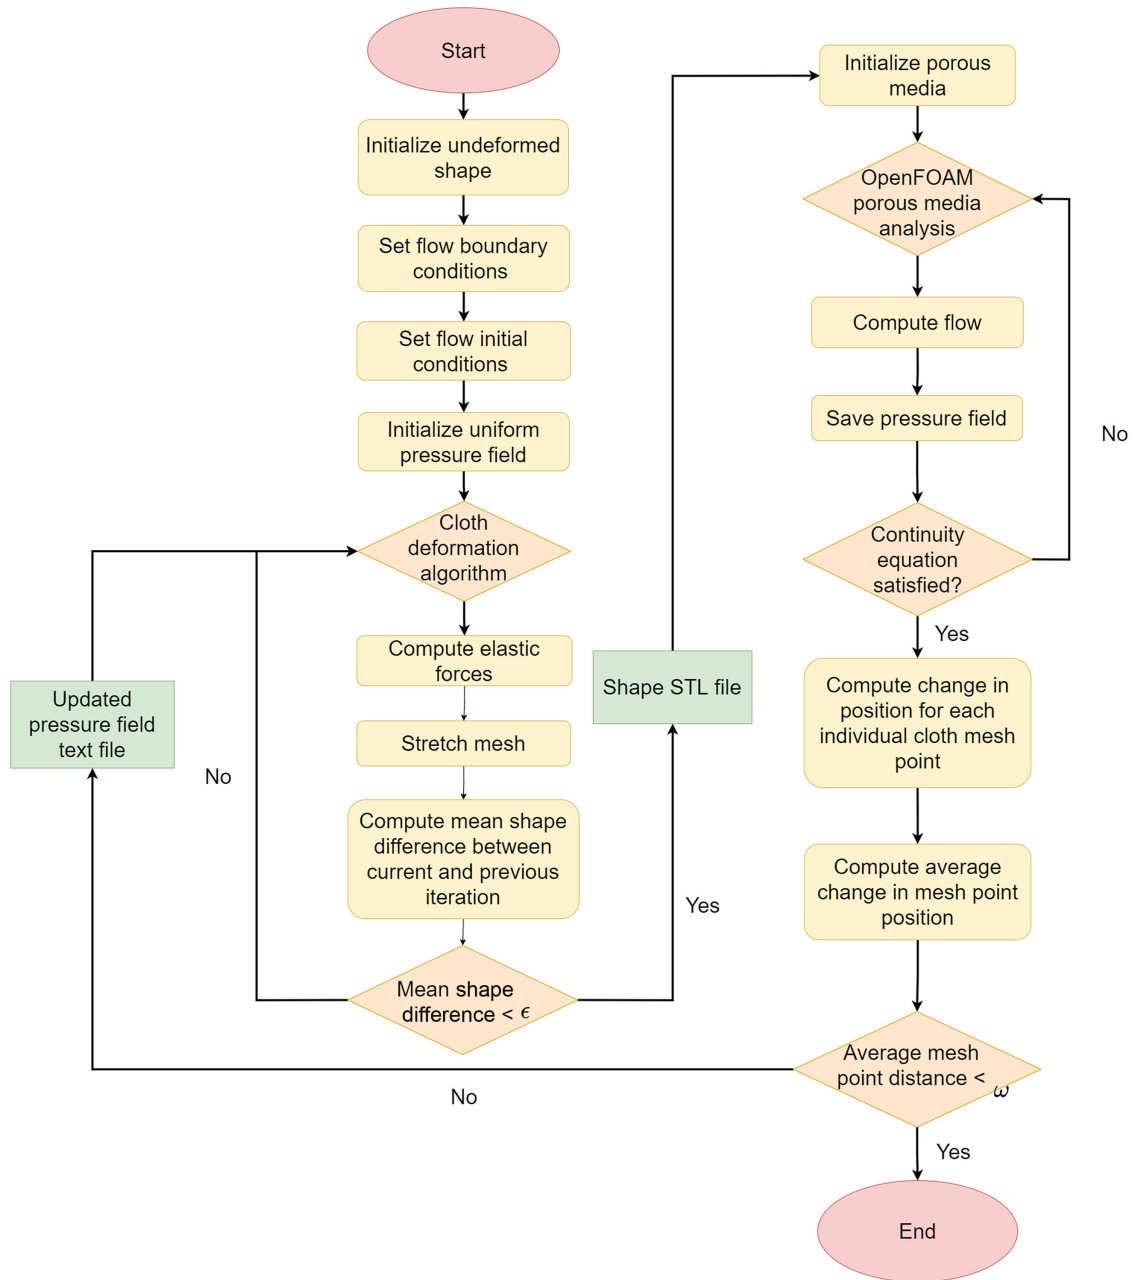 Start
Initialize undeformed
shape
Set flow boundary
conditions
Set flow initial
conditions
Initialize uniform
pressure field
Cloth
deformation
algorithm
Compute elastic
forces
Stretch mesh
Compute mean shape
difference between
current and previous
iteration
Mean shape
difference < ϵ
No
Yes
Updated
pressure field
text file
Shape STL file
Initialize porous
media
OpenFOAM
porous media
analysis
Compute flow
Save pressure field
Continuity
equation
satisfied?
No
Yes
Compute change in
position for each
individual cloth mesh
point
Compute average
change in mesh point
position
Average mesh
point distance < ω
No
Yes
End